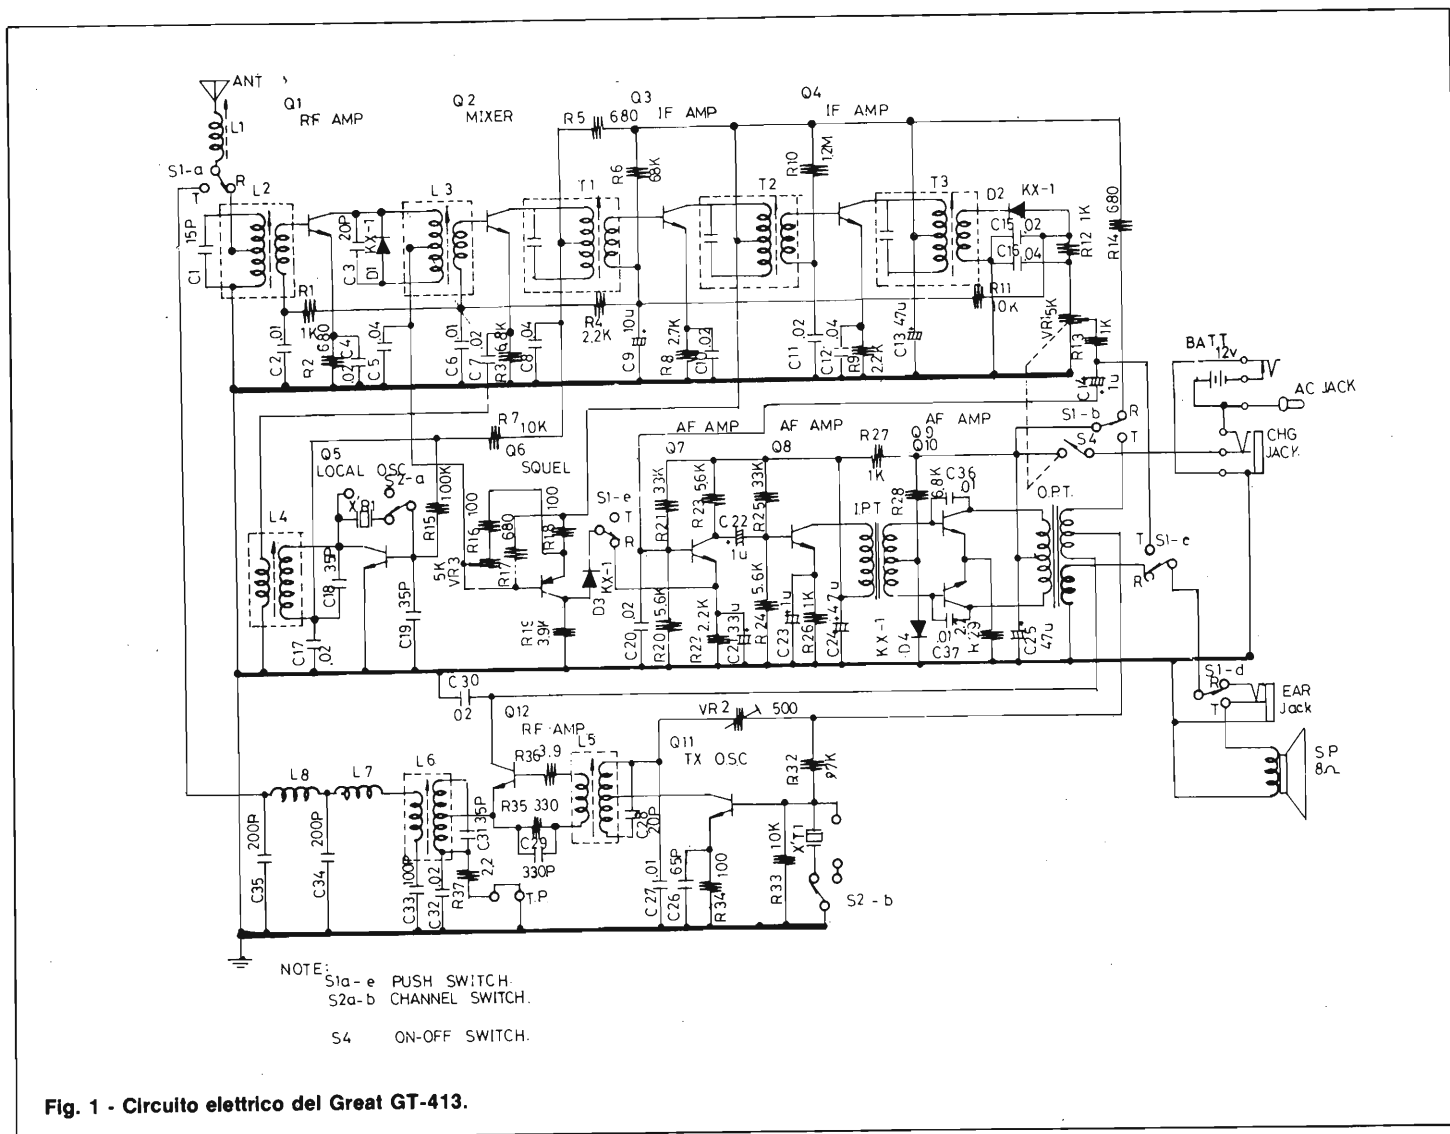 ANT
L1
S1-a
T
R
Q1
RF AMP
Q2
MIXER
R5 680
Q3
IF AMP
Q4
IF AMP
R6
68K
R10
L2
15P
C1
20P
C3
15P
KX-1
D1
L3
T1
T2
T3
D2 KX-1
C15 .02
C16 .04
R12 1K
R14 680
R1
1K
R4
2.2K
R11
10K
VR1 5K
R13 1K
C2 .01
R2 680
C4 .02
C5 .04
C6 .01
C7 .02
R3 6.8K
C8 .04
C9 10u
R8 2.7K
C10 .02
C11 .02
C12 .04
R9
C13 47u
C14 1u
BATT
12v
AC JACK
CHG
JACK
S1-b
R
T
S4
R7
10K
Q5
LOCAL OSC
S2-a
R15 100K
Q6
SQUEL
R16 100
680
R17
R18 100
5K
VR3
S1-e
T
R
D3 KX-1
R19
3.9K
L4
C18 35P
C17
.02
C19 35P
AF AMP
Q7
AF AMP
Q8
R27
1K
AF AMP
Q9
Q10
R21 33K
R23 5.6K
C22
1u
R25 33K
I.P.T
R28 6.8K
C36
.01
O.P.T.
C20 .02
R20 5.6K
R22 2.2K
C21 33u
R24 5.6K
C23 1u
R26 1K
C24 47u
KX-1
D4
.01
C37
R29
C25
47u
T
S1-c
R
S1-d
R
T
EAR
Jack
SP
8Ω
C30
02
Q12
RF AMP
R36 3.9
L5
VR2 500
Q11
TX OSC
R32
L8
L7
L6
C31 35P
R35 330
C29
330P
C28
20P
200P
C35
200P
C34
100P
C33
.02
C32
2.2
R37
T.P.
C27 .01
C26 65P
R34 100
R33 10K
X'T1
S2-b
NOTE:
S1a-e PUSH SWITCH.
S2a-b CHANNEL SWITCH.
S4 ON-OFF SWITCH.
Fig. 1 - Circuito elettrico del Great GT-413.